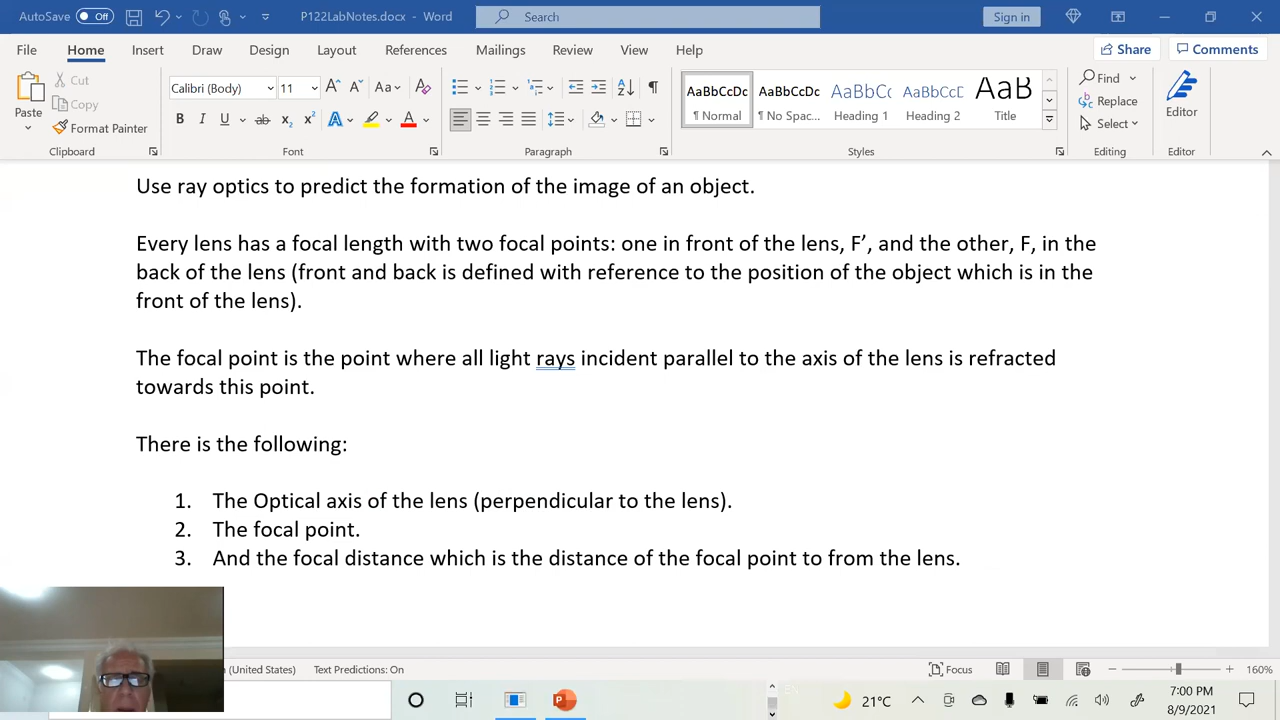 AutoSave Off P122LabNotes.docx - Word Search Sign in
File Home Insert Draw Design Layout References Mailings Review View Help Share Comments
Paste Cut Copy Format Painter
Calibri (Body) 11 Aa
AaBbCcDc AaBbCcDc AaBbCc AaBbCcD AaB
¶ Normal ¶ No Spac... Heading 1 Heading 2 Title
Find Replace Select Editor
Clipboard Font Paragraph Styles Editing Editor
Use ray optics to predict the formation of the image of an object.
Every lens has a focal length with two focal points: one in front of the lens, F’, and the other, F, in the
back of the lens (front and back is defined with reference to the position of the object which is in the
front of the lens).
The focal point is the point where all light rays incident parallel to the axis of the lens is refracted
towards this point.
There is the following:
1. The Optical axis of the lens (perpendicular to the lens).
2. The focal point.
3. And the focal distance which is the distance of the focal point to from the lens.
(United States) Text Predictions: On Focus 160%
21°C 7:00 PM
8/9/2021